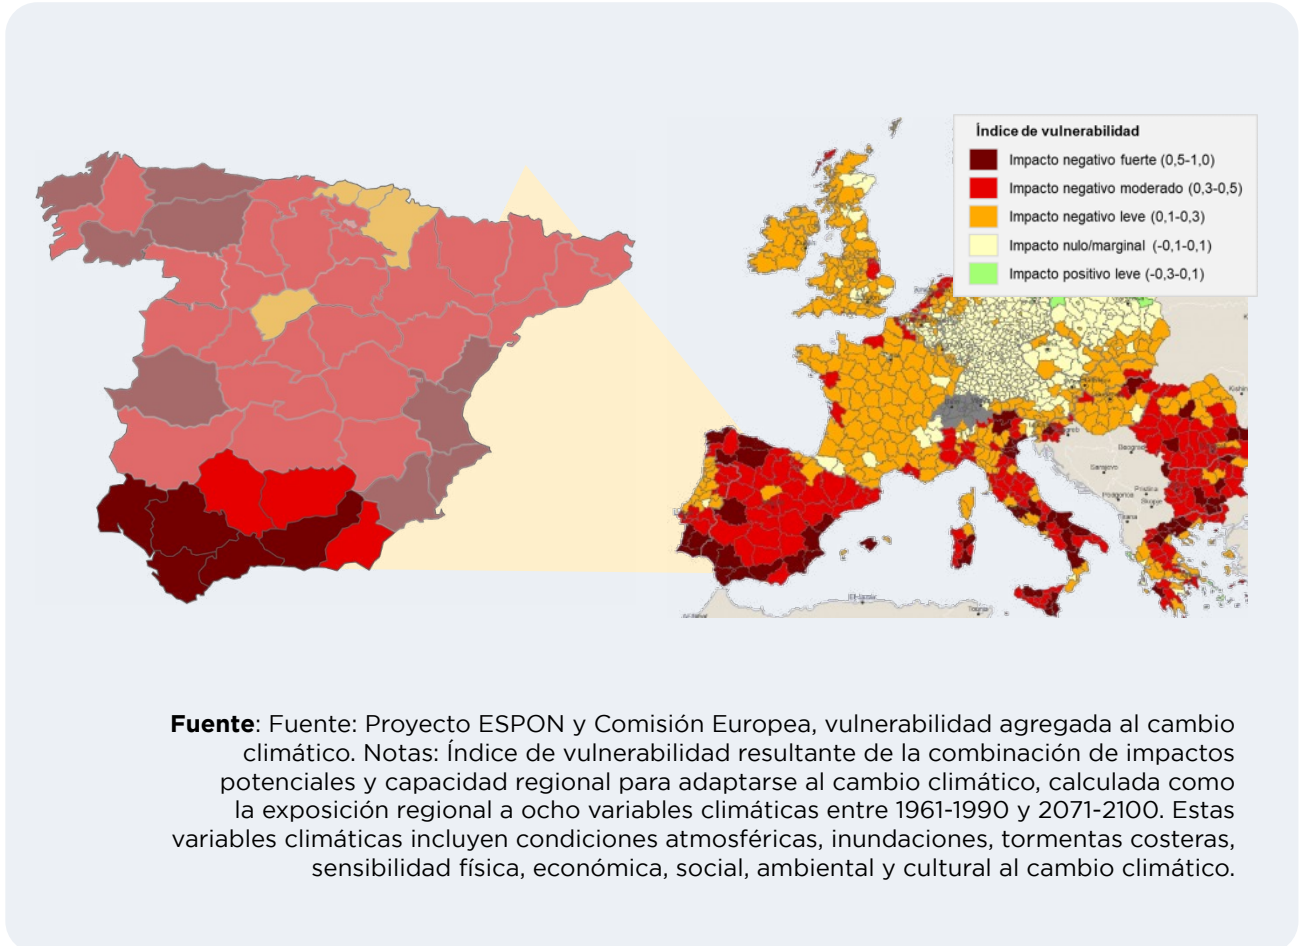 Índice de vulnerabilidad
Impacto negativo fuerte (0,5-1,0)
Impacto negativo moderado (0,3-0,5)
Impacto negativo leve (0,1-0,3)
Impacto nulo/marginal (-0,1-0,1)
Impacto positivo leve (-0,3-0,1)
Sarajevo
Tirana
Fuente: Fuente: Proyecto ESPON y Comisión Europea, vulnerabilidad agregada al cambio
climático. Notas: Índice de vulnerabilidad resultante de la combinación de impactos
potenciales y capacidad regional para adaptarse al cambio climático, calculada como
la exposición regional a ocho variables climáticas entre 1961-1990 y 2071-2100. Estas
variables climáticas incluyen condiciones atmosféricas, inundaciones, tormentas costeras,
sensibilidad física, económica, social, ambiental y cultural al cambio climático.